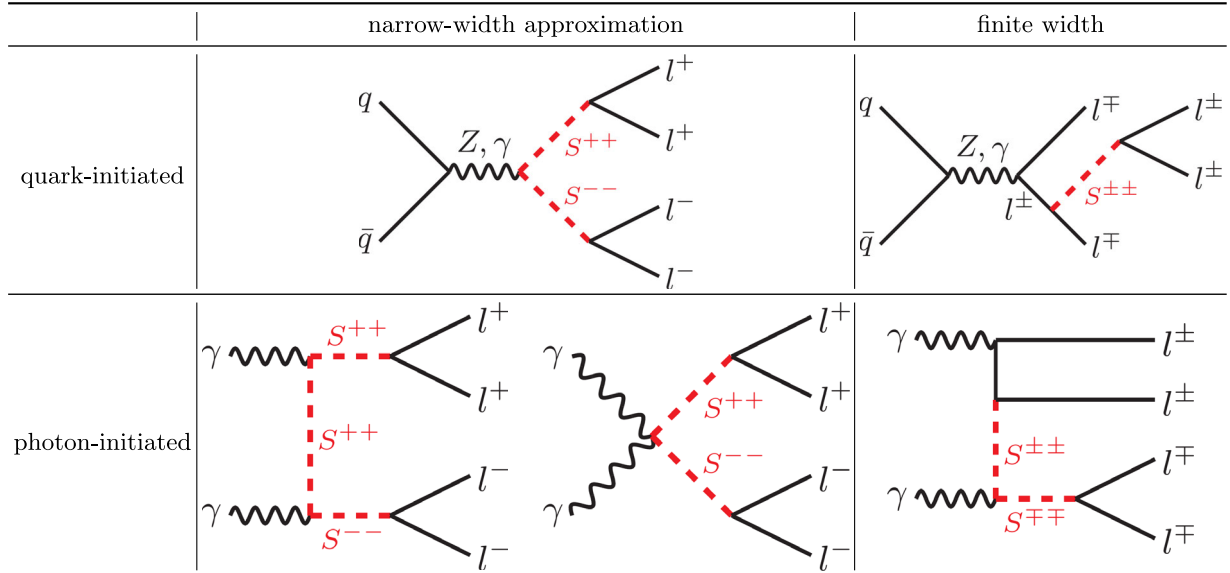 narrow-width approximation
finite width
quark-initiated
q
q̄
Z, γ
S⁺⁺
S⁻⁻
l⁺
l⁺
l⁻
l⁻
q
q̄
Z, γ
l^±
S^±±
l^∓
l^∓
l^±
l^±
photon-initiated
γ
γ
S⁺⁺
S⁺⁺
S⁻⁻
l⁺
l⁺
l⁻
l⁻
γ
γ
S⁺⁺
S⁻⁻
l⁺
l⁺
l⁻
l⁻
γ
γ
S^±±
S^∓∓
l^±
l^±
l^∓
l^∓